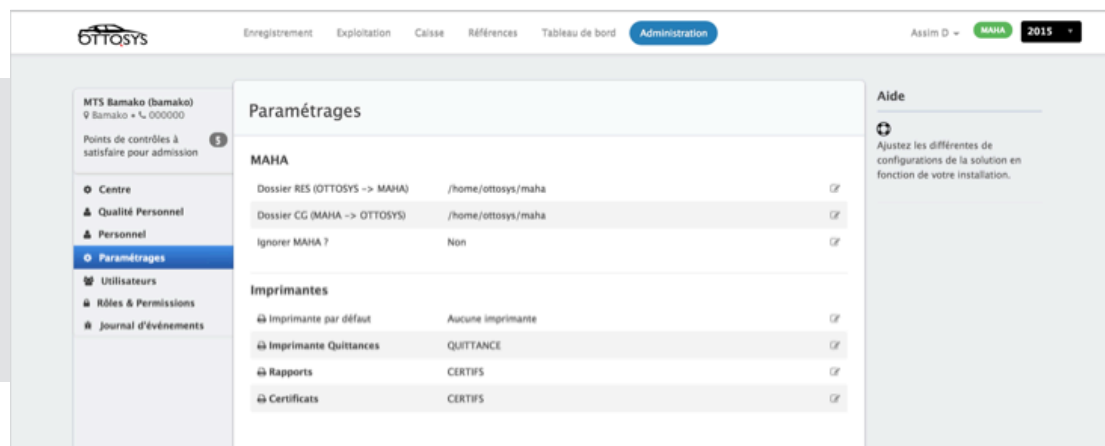 OTTOSYS
Enregistrement Exploitation Caisse Références Tableau de bord Administration
Assim D MAHA 2015
MTS Bamako (bamako)
Bamako • 000000
Points de contrôles à
satisfaire pour admission
5
Centre
Qualité Personnel
Personnel
Paramétrages
Utilisateurs
Rôles & Permissions
Journal d'événements
Paramétrages
MAHA
Dossier RES (OTTOSYS -> MAHA) /home/ottosys/maha
Dossier CG (MAHA -> OTTOSYS) /home/ottosys/maha
Ignorer MAHA ? Non
Imprimantes
Imprimante par défaut Aucune imprimante
Imprimante Quittances QUITTANCE
Rapports CERTIFS
Certificats CERTIFS
Aide
Ajustez les différentes de
configurations de la solution en
fonction de votre installation.